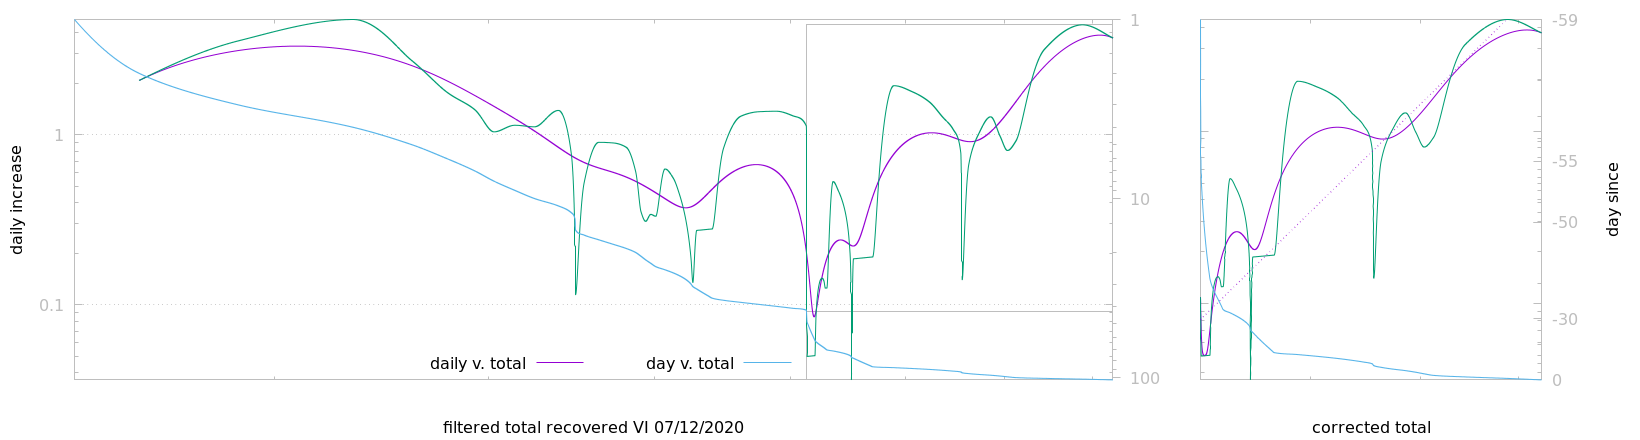 daily increase
1
0.1
daily v. total
day v. total
1
10
100
filtered total recovered VI 07/12/2020
-59
-55
-50
-30
0
day since
corrected total